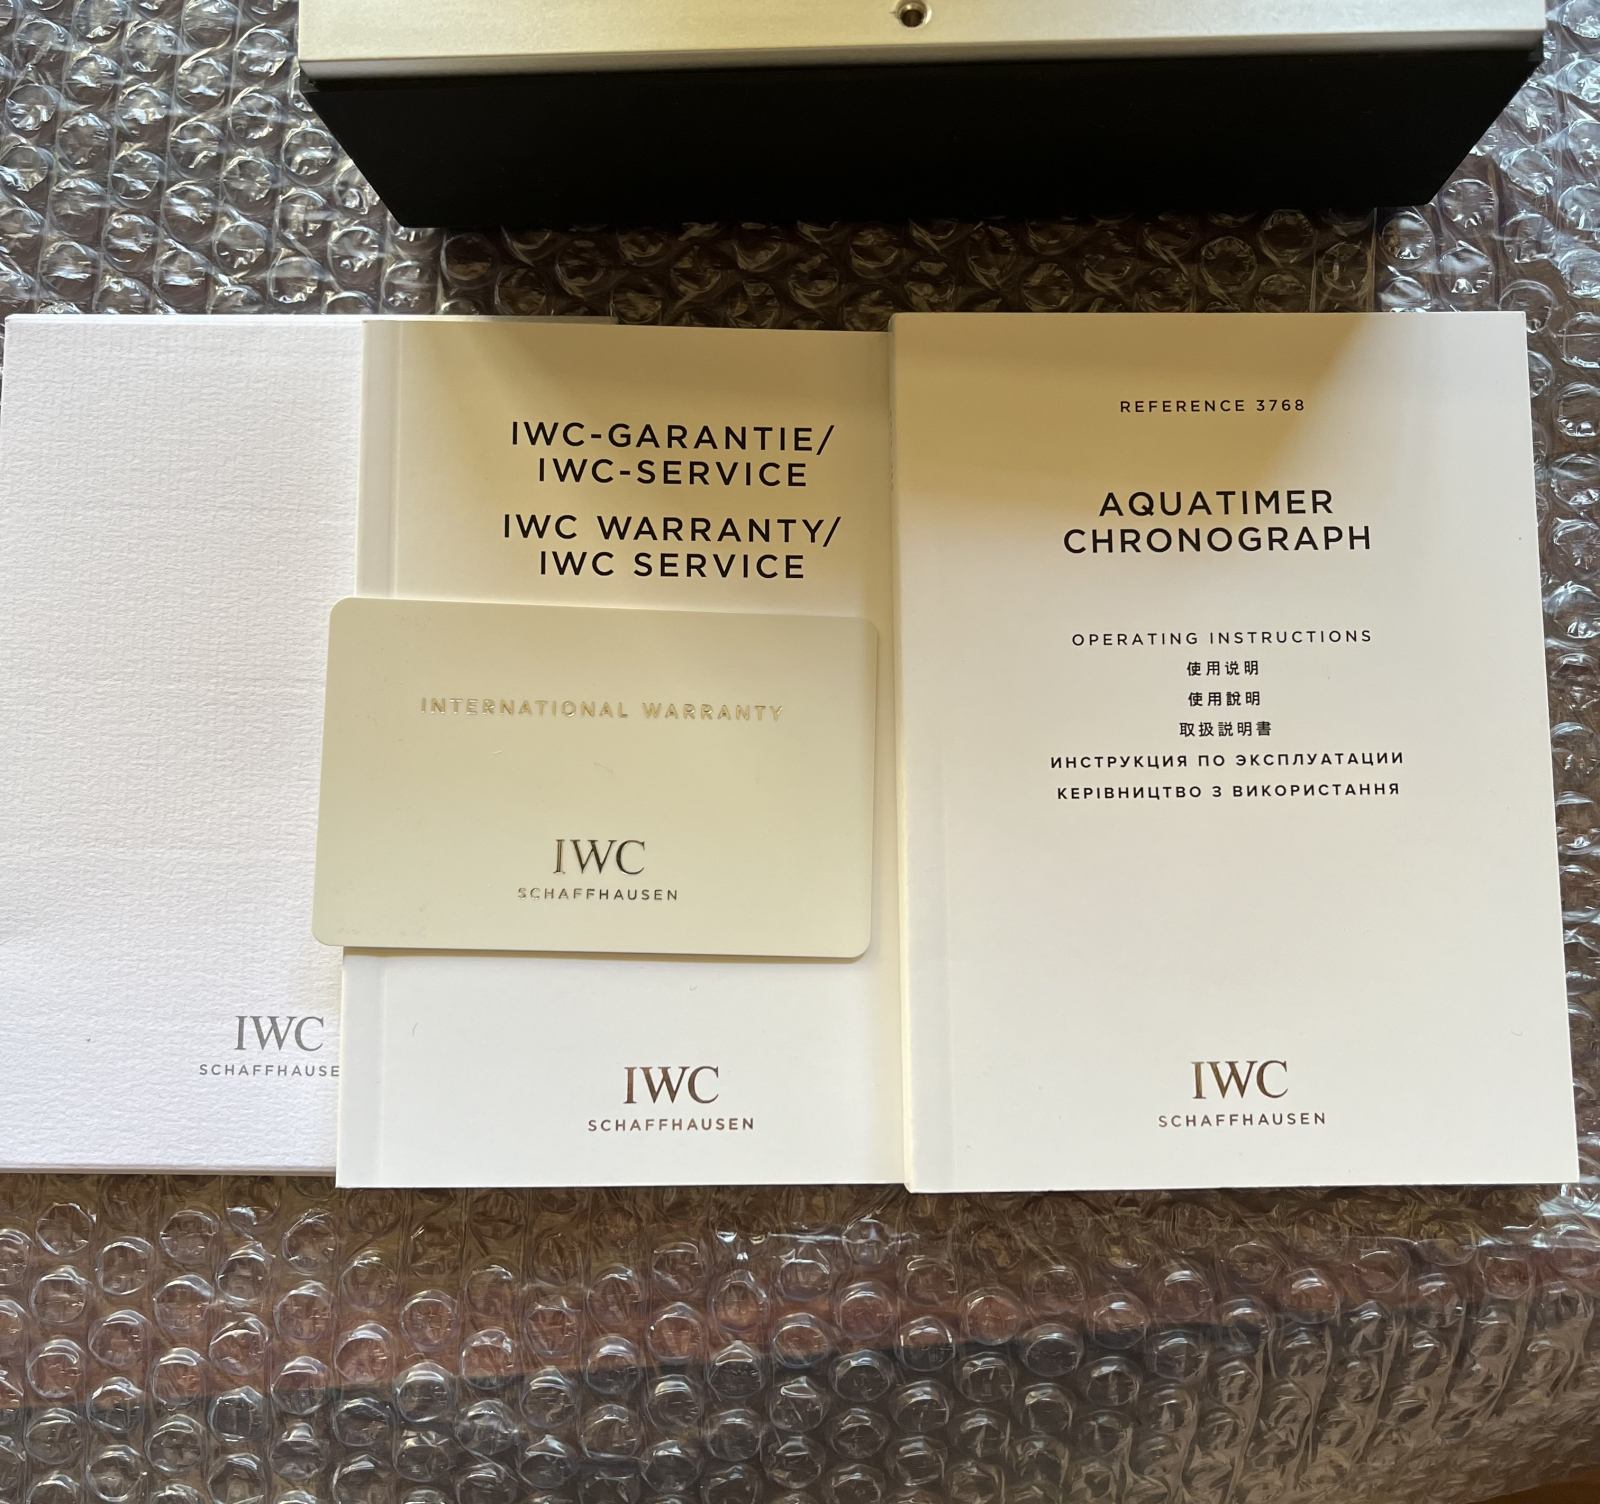 IWC
SCHAFFHAUSE
IWC-GARANTIE/
IWC-SERVICE
IWC WARRANTY/
IWC SERVICE
INTERNATIONAL WARRANTY
IWC
SCHAFFHAUSEN
IWC
SCHAFFHAUSEN
REFERENCE 3768
AQUATIMER
CHRONOGRAPH
OPERATING INSTRUCTIONS
使用说明
使用說明
取扱説明書
ИНСТРУКЦИЯ ПО ЭКСПЛУАТАЦИИ
КЕРІВНИЦТВО З ВИКОРИСТАННЯ
IWC
SCHAFFHAUSEN